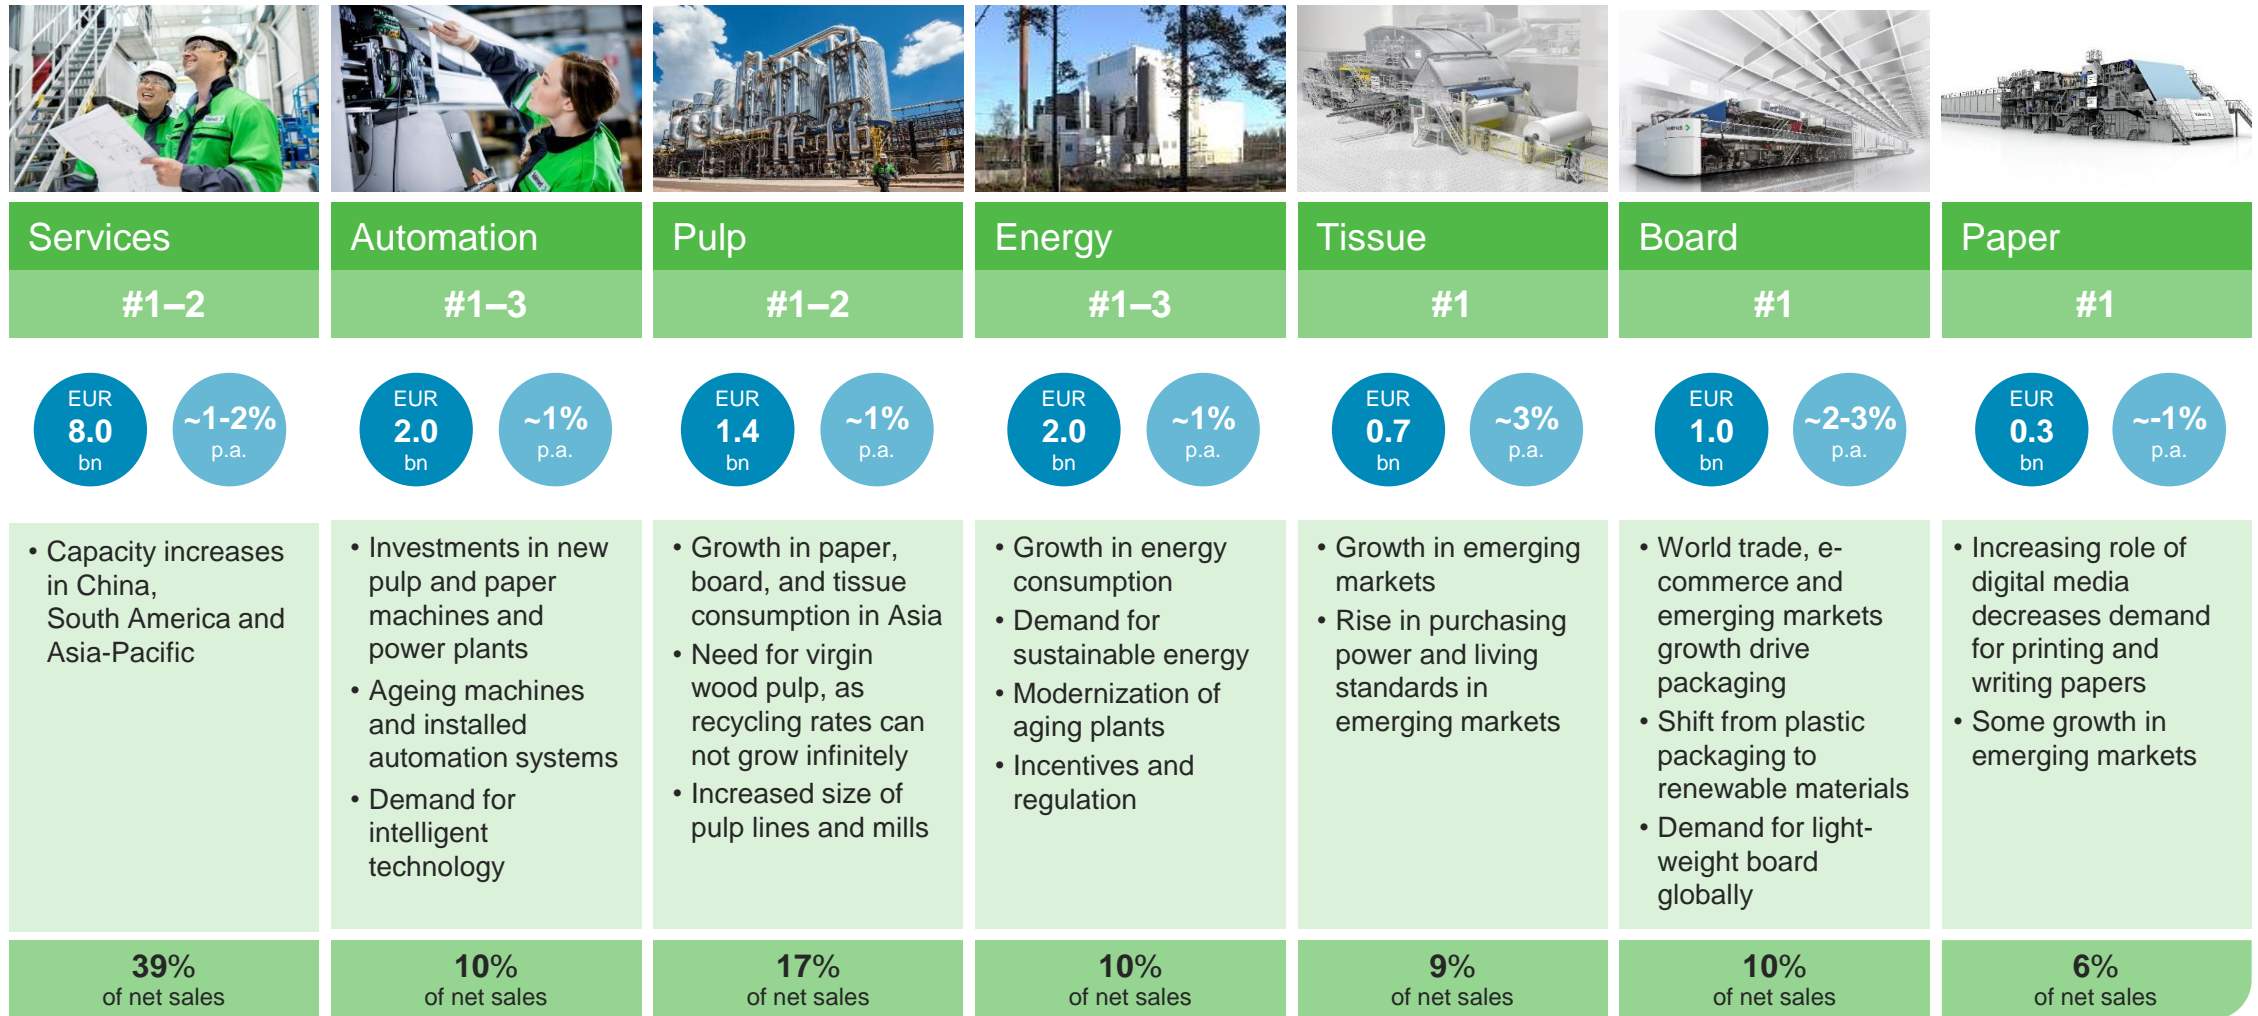 Services
#1–2
EUR
8.0
bn
~1-2%
p.a.
• Capacity increases
in China,
South America and
Asia-Pacific
39%
of net sales
Automation
#1–3
EUR
2.0
bn
~1%
p.a.
• Investments in new
pulp and paper
machines and
power plants
• Ageing machines
and installed
automation systems
• Demand for
intelligent
technology
10%
of net sales
Pulp
#1–2
EUR
1.4
bn
~1%
p.a.
• Growth in paper,
board, and tissue
consumption in Asia
• Need for virgin
wood pulp, as
recycling rates can
not grow infinitely
• Increased size of
pulp lines and mills
17%
of net sales
Energy
#1–3
EUR
2.0
bn
~1%
p.a.
• Growth in energy
consumption
• Demand for
sustainable energy
• Modernization of
aging plants
• Incentives and
regulation
10%
of net sales
Tissue
#1
EUR
0.7
bn
~3%
p.a.
• Growth in emerging
markets
• Rise in purchasing
power and living
standards in
emerging markets
9%
of net sales
Board
#1
EUR
1.0
bn
~2-3%
p.a.
• World trade, e-
commerce and
emerging markets
growth drive
packaging
• Shift from plastic
packaging to
renewable materials
• Demand for light-
weight board
globally
10%
of net sales
Paper
#1
EUR
0.3
bn
~-1%
p.a.
• Increasing role of
digital media
decreases demand
for printing and
writing papers
• Some growth in
emerging markets
6%
of net sales